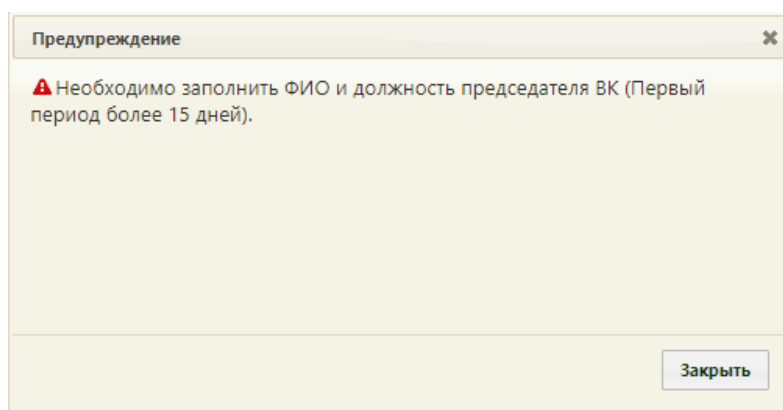 Предупреждение
Необходимо заполнить ФИО и должность председателя ВК (Первый
период более 15 дней).
Закрыть